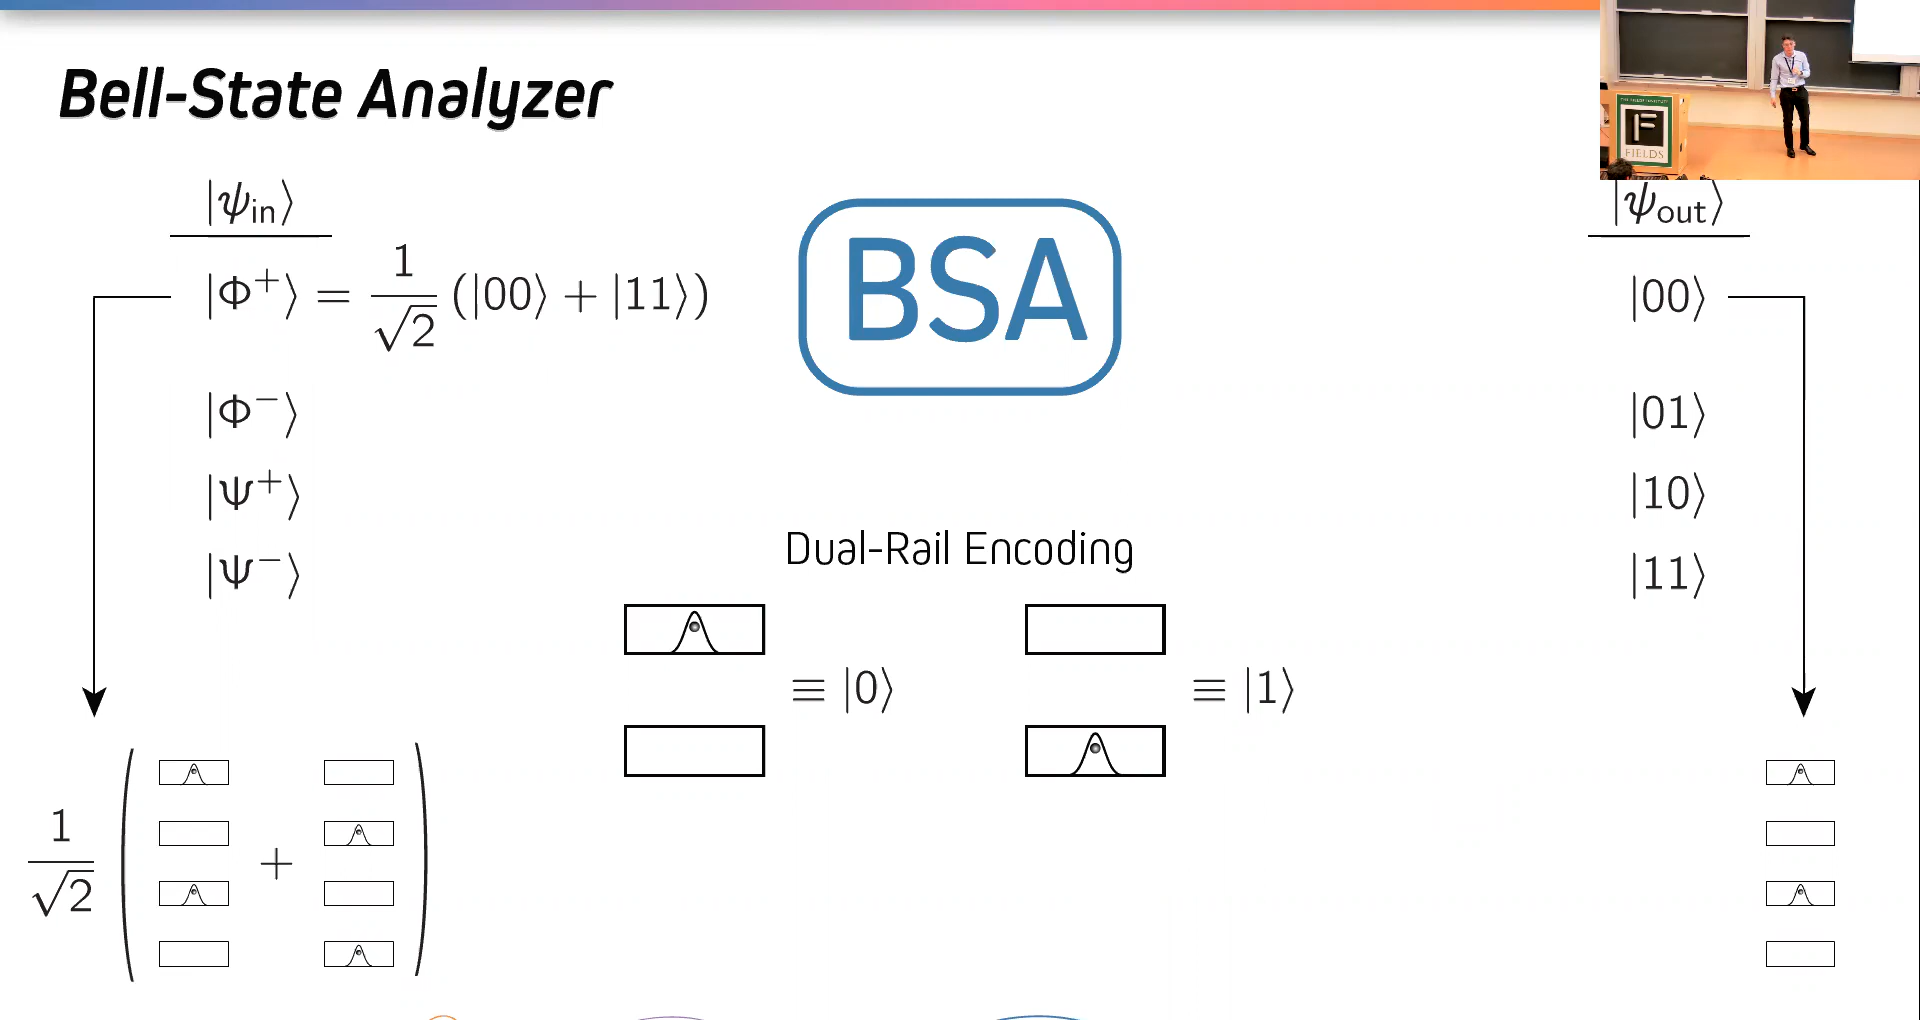 Bell-State Analyzer
|ψin⟩
|Φ⁺⟩ = 1/√2 (|00⟩ + |11⟩)
|Φ⁻⟩
|Ψ⁺⟩
|Ψ⁻⟩
BSA
|ψout⟩
|00⟩
|01⟩
|10⟩
|11⟩
Dual-Rail Encoding
≡ |0⟩
≡ |1⟩
1/√2 ( + )
F
FIELDS